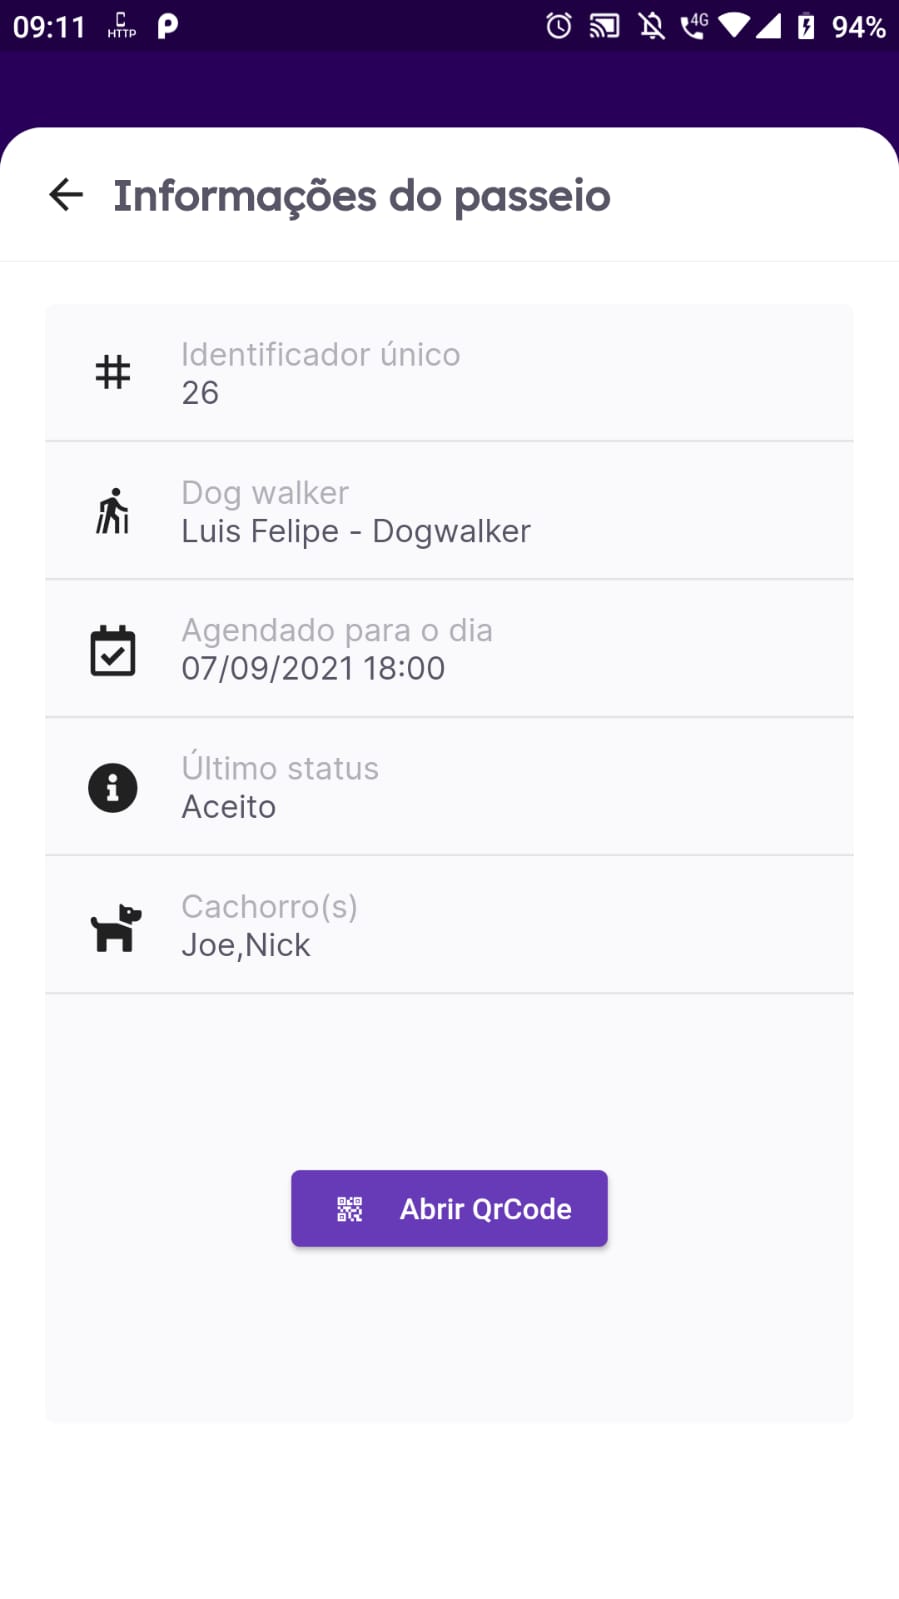 09:11 C HTTP P 4G 94%
Informações do passeio
Identificador único
26
Dog walker
Luis Felipe - Dogwalker
Agendado para o dia
07/09/2021 18:00
Último status
Aceito
Cachorro(s)
Joe,Nick
Abrir QrCode